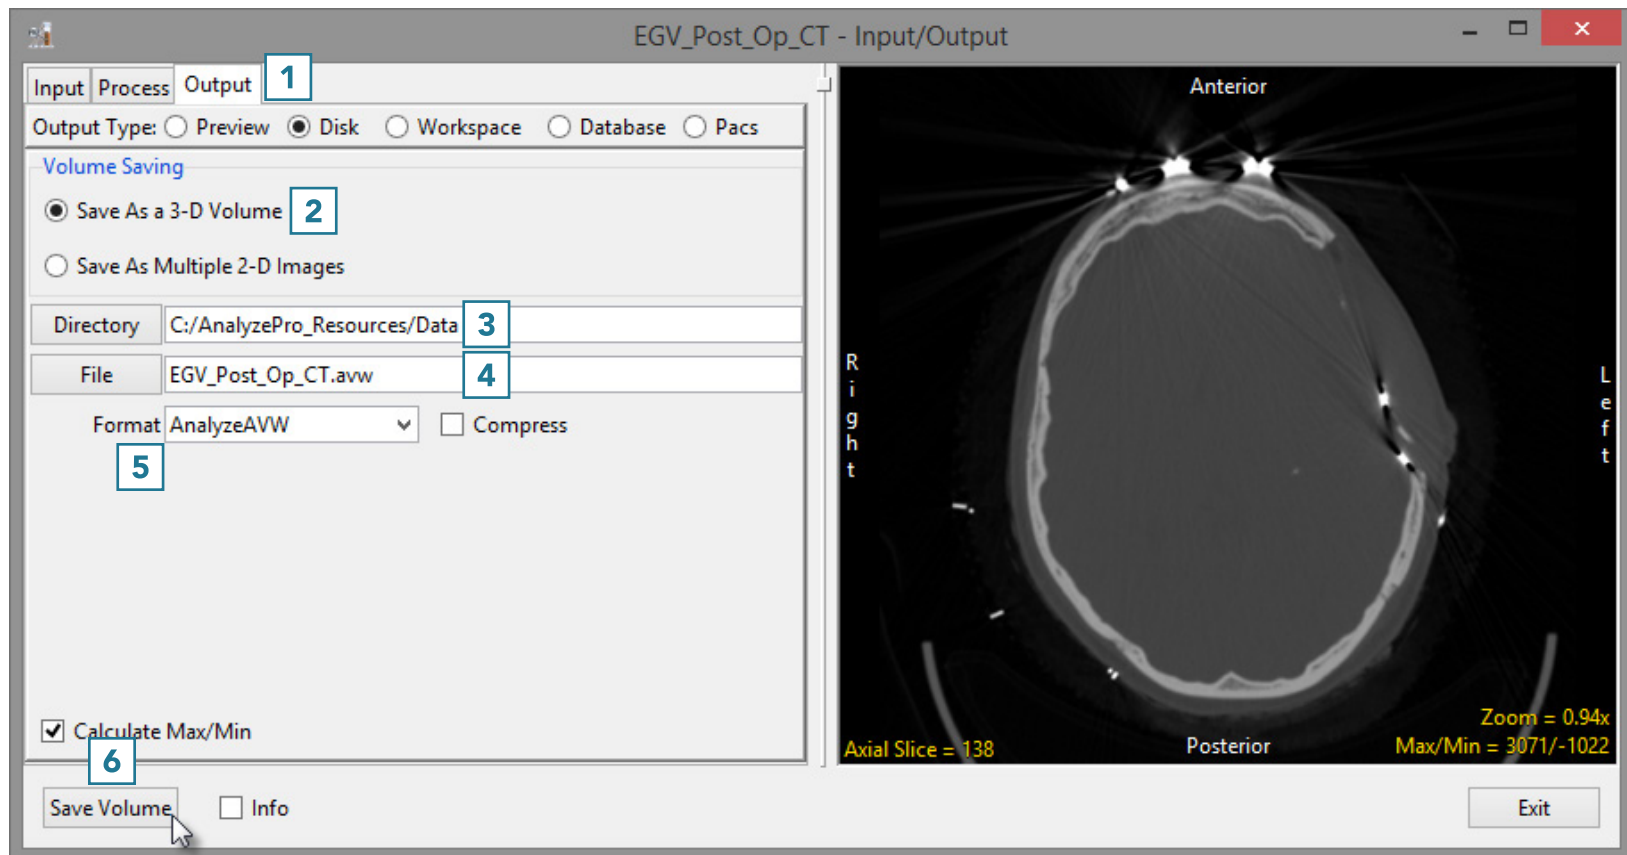 EGV_Post_Op_CT - Input/Output
Input Process Output 1
Output Type: Preview Disk Workspace Database Pacs
Volume Saving
Save As a 3-D Volume 2
Save As Multiple 2-D Images
Directory C:/AnalyzePro_Resources/Data 3
File EGV_Post_Op_CT.avw 4
Format AnalyzeAVW Compress
5
Calculate Max/Min
6
Save Volume Info
Anterior
Right
Left
Zoom = 0.94x
Axial Slice = 138 Posterior Max/Min = 3071/-1022
Exit